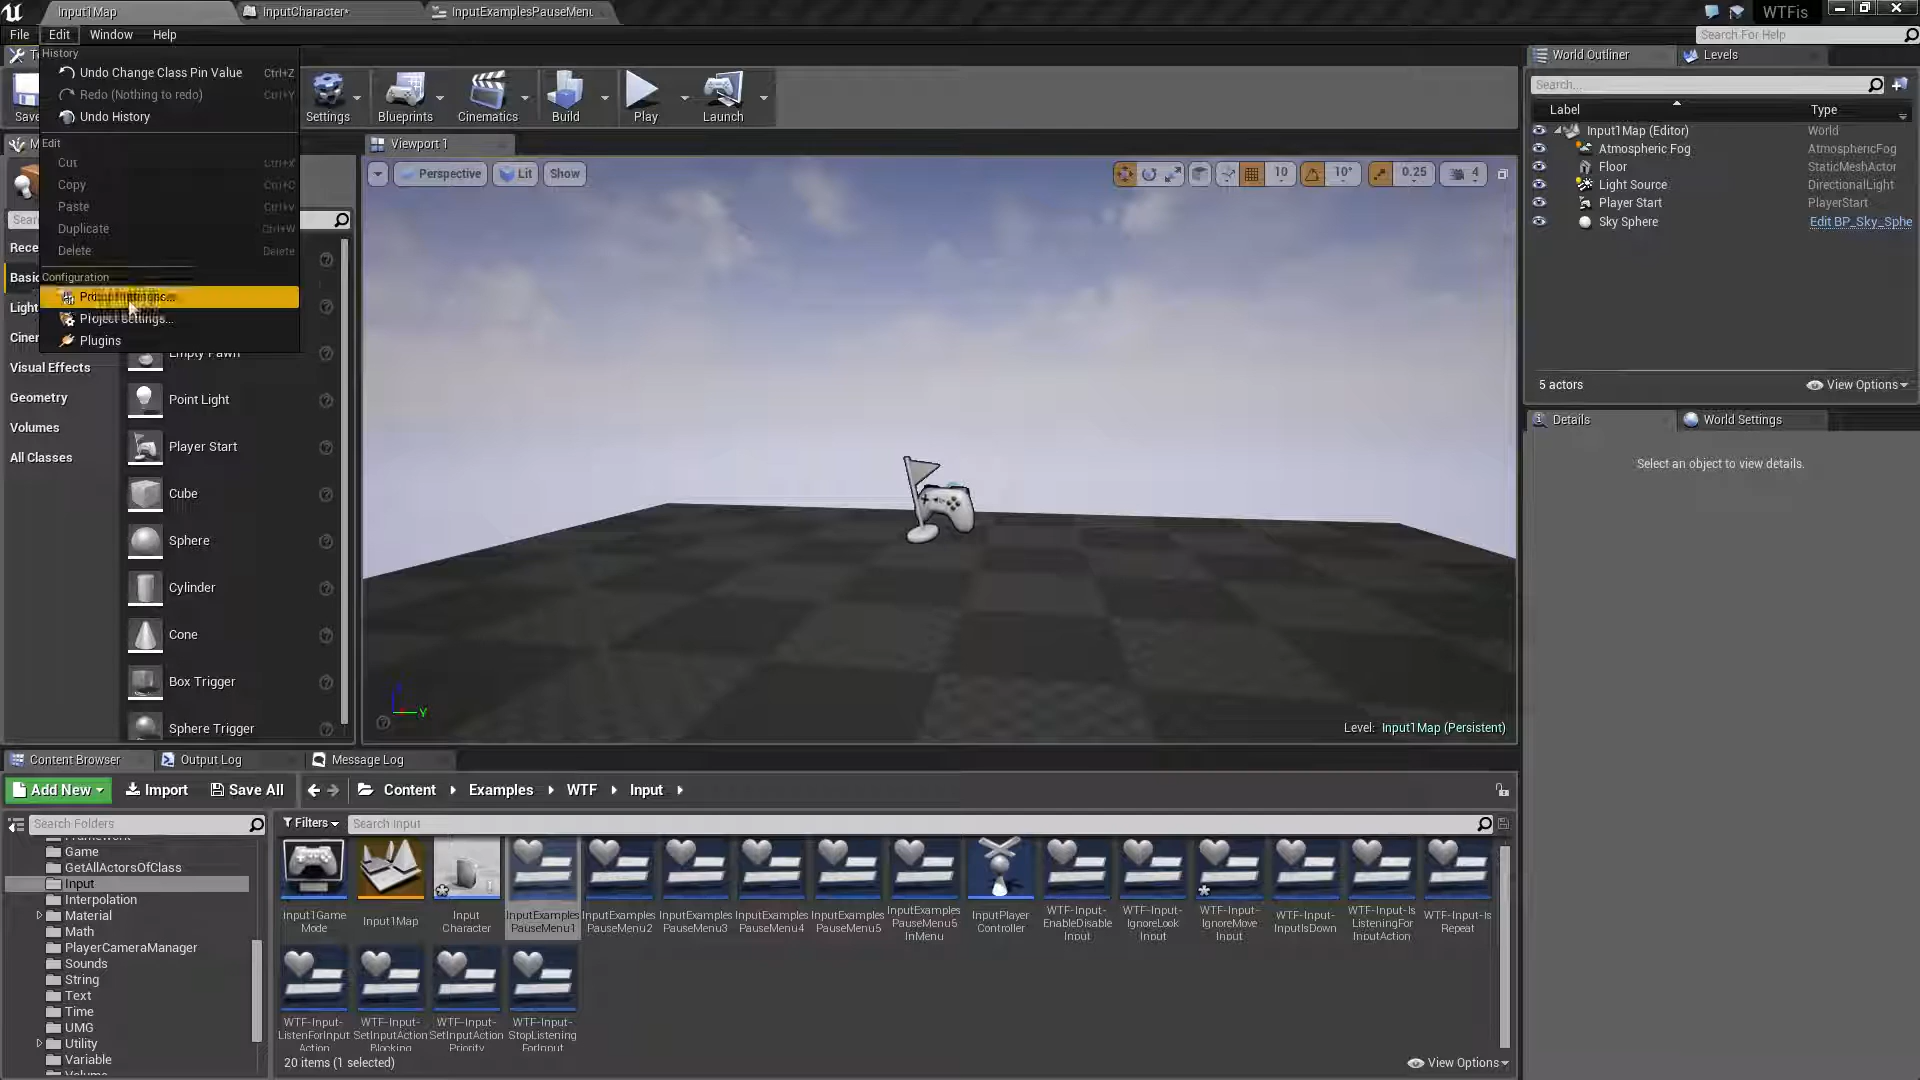 Input1Map
InputCharacter*
InputExamplesPauseMenu
WTFis
File
Edit
Window
Help
Search For Help
History
Undo Change Class Pin Value Ctrl+Z
Redo (Nothing to redo) Ctrl+Y
Undo History
Edit
Cut Ctrl+X
Copy Ctrl+C
Paste Ctrl+V
Duplicate Ctrl+W
Delete Delete
Configuration
Project Settings...
Plugins
Save
Settings
Blueprints
Cinematics
Build
Play
Launch
Viewport 1
Perspective
Lit
Show
10
10°
0.25
4
Rece
Basic
Light
Cine
Visual Effects
Geometry
Volumes
All Classes
Empty Pawn
Point Light
Player Start
Cube
Sphere
Cylinder
Cone
Box Trigger
Sphere Trigger
Y
Level: Input1Map (Persistent)
World Outliner
Levels
Search...
Label
Type
Input1Map (Editor) World
Atmospheric Fog AtmosphericFog
Floor StaticMeshActor
Light Source DirectionalLight
Player Start PlayerStart
Sky Sphere Edit BP_Sky_Sphe
5 actors
View Options
Details
World Settings
Select an object to view details.
Content Browser
Output Log
Message Log
Add New
Import
Save All
Content
Examples
WTF
Input
Search Folders
Filters
Search Input
Game
GetAllActorsOfClass
Input
Interpolation
Material
Math
PlayerCameraManager
Sounds
String
Text
Time
UMG
Utility
Variable
Input1Game
Mode
Input1Map
Input
Character
InputExamples
PauseMenu1
InputExamples
PauseMenu2
InputExamples
PauseMenu3
InputExamples
PauseMenu4
InputExamples
PauseMenu5
InputExamples
PauseMenu5
InMenu
InputPlayer
Controller
WTF-Input-
EnableDisable
Input
WTF-Input-
IgnoreLook
Input
WTF-Input-
IgnoreMove
Input
WTF-Input-
InputIsDown
WTF-Input-Is
ListeningFor
InputAction
WTF-Input-Is
Repeat
WTF-Input-
ListenForInput
Action
WTF-Input-
SetInputAction
Blocking
WTF-Input-
SetInputAction
Priority
WTF-Input-
StopListening
ForInput
20 items (1 selected)
View Options